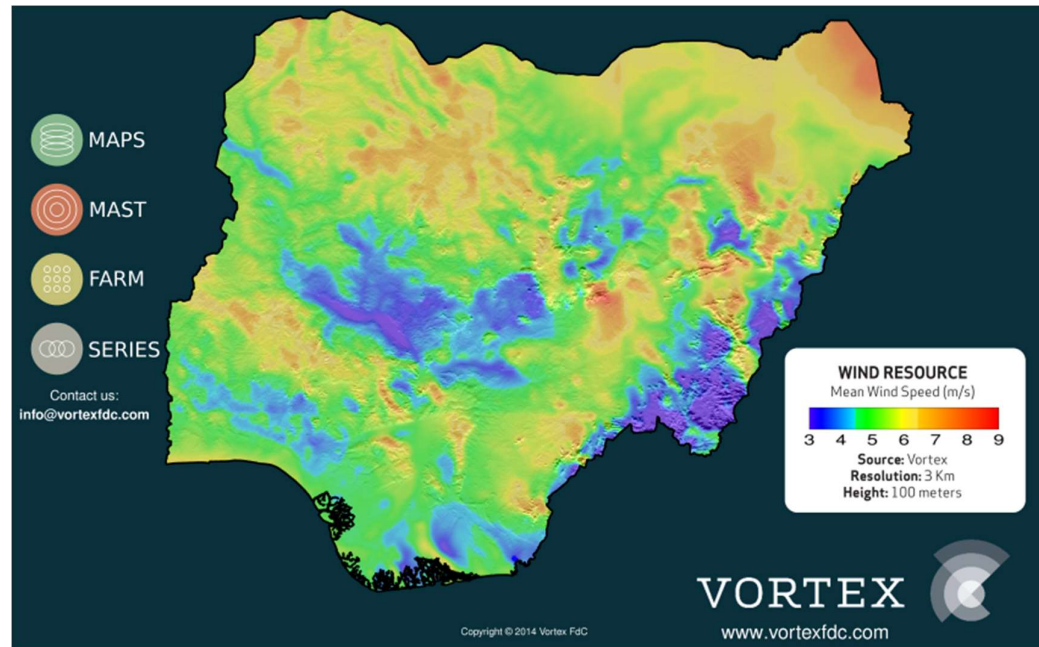 MAPS
MAST
FARM
SERIES
Contact us:
info@vortexfdc.com
WIND RESOURCE
Mean Wind Speed (m/s)
3 4 5 6 7 8 9
Source: Vortex
Resolution: 3 Km
Height: 100 meters
VORTEX
www.vortexfdc.com
Copyright © 2014 Vortex FdC